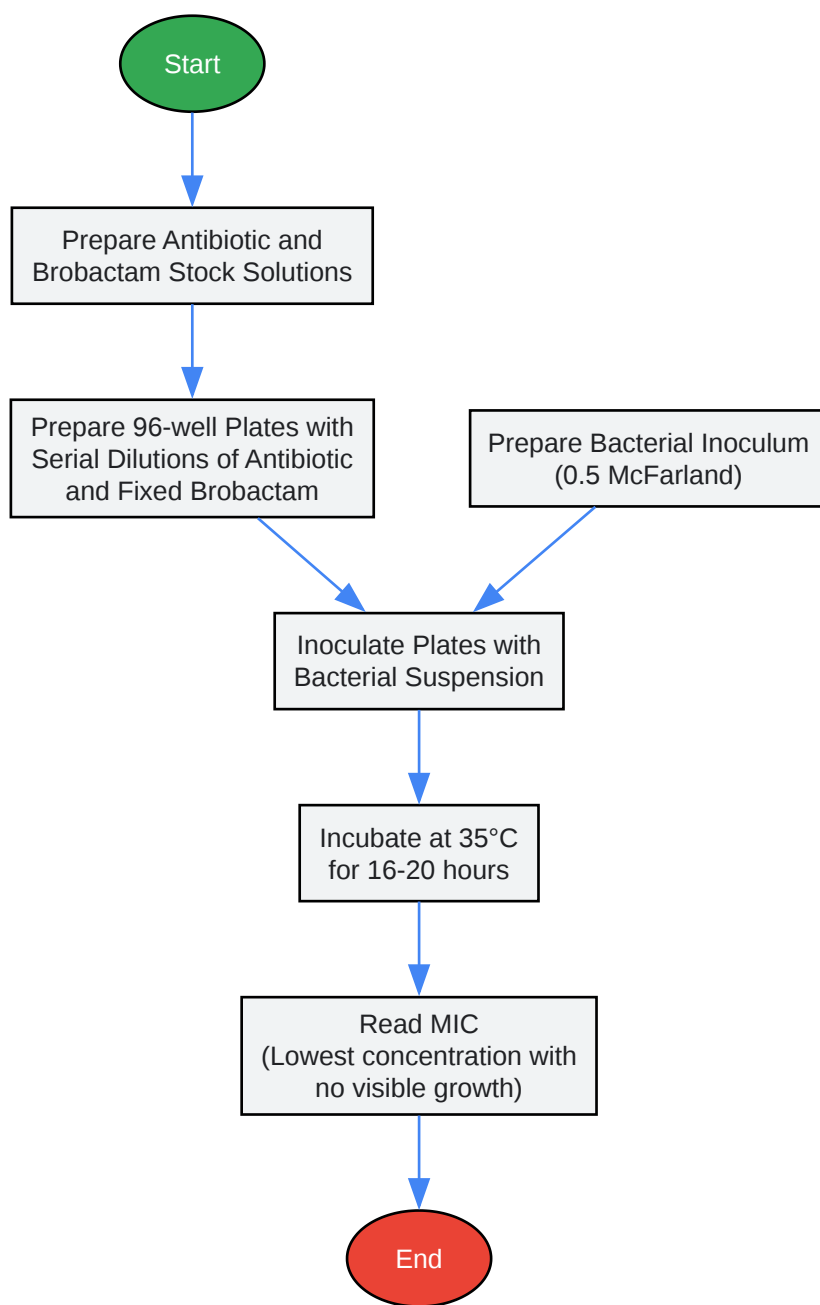 Start
Prepare Antibiotic and
Brobactam Stock Solutions
Prepare 96-well Plates with
Serial Dilutions of Antibiotic
and Fixed Brobactam
Prepare Bacterial Inoculum
(0.5 McFarland)
Inoculate Plates with
Bacterial Suspension
Incubate at 35°C
for 16-20 hours
Read MIC
(Lowest concentration with
no visible growth)
End